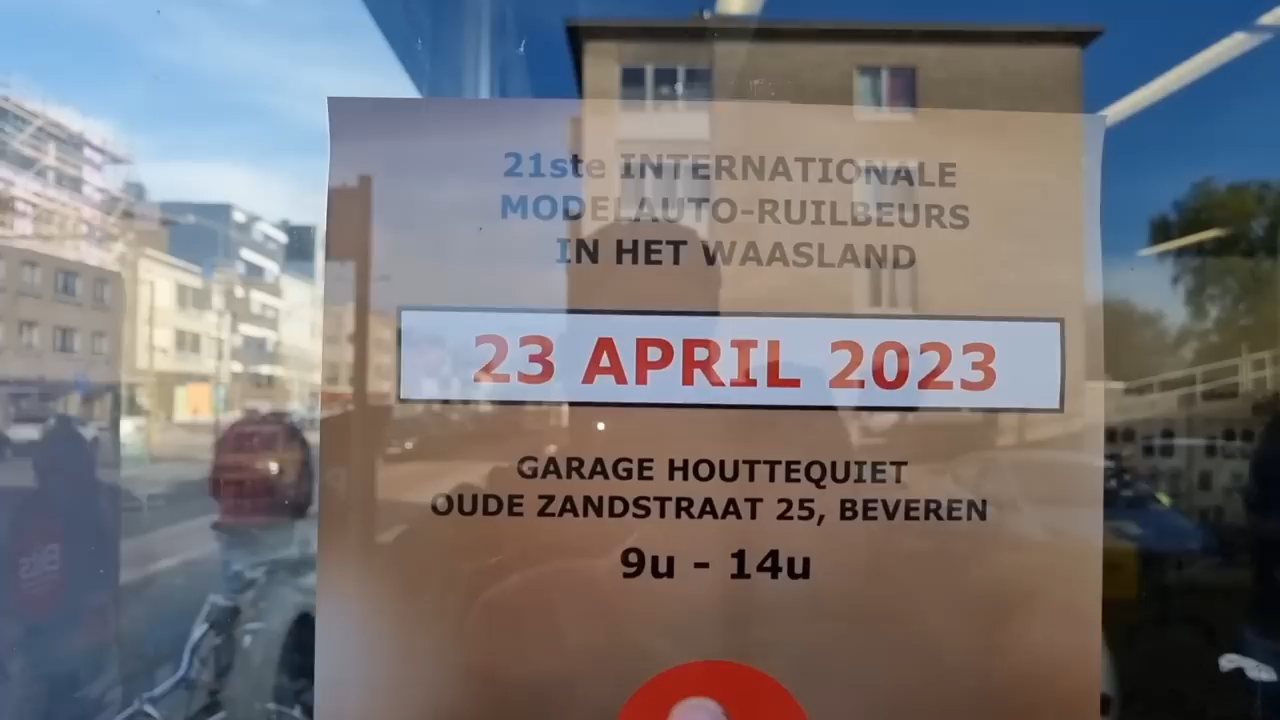 21ste INTERNATIONALE
MODELAUTO-RUILBEURS
IN HET WAASLAND
23 APRIL 2023
GARAGE HOUTTEQUIET
OUDE ZANDSTRAAT 25, BEVEREN
9u - 14u